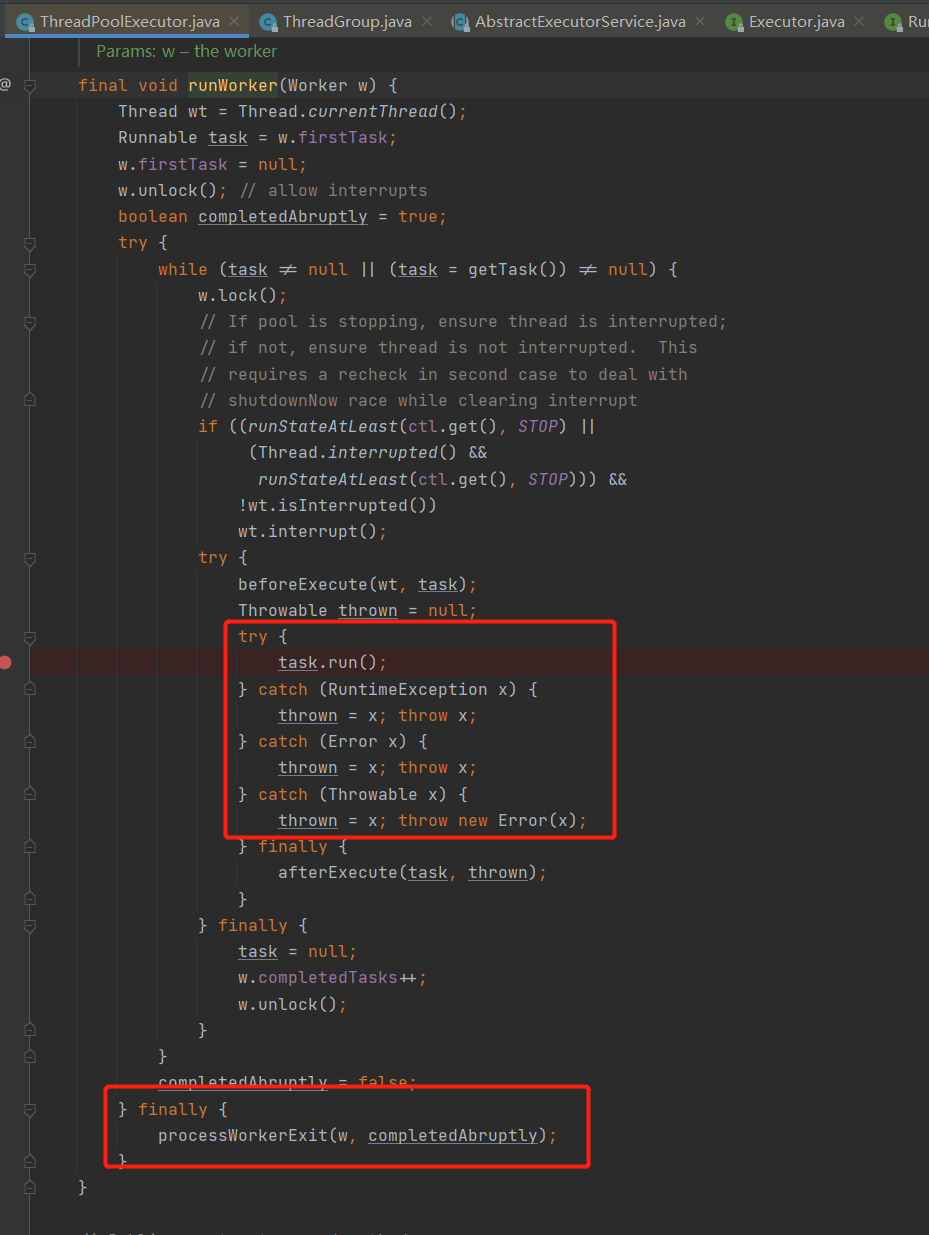 ThreadPoolExecutor.java ThreadGroup.java AbstractExecutorService.java Executor.java
Params: w – the worker
final void runWorker(Worker w) {
Thread wt = Thread.currentThread();
Runnable task = w.firstTask;
w.firstTask = null;
w.unlock(); // allow interrupts
boolean completedAbruptly = true;
try {
while (task != null || (task = getTask()) != null) {
w.lock();
// If pool is stopping, ensure thread is interrupted;
// if not, ensure thread is not interrupted.  This
// requires a recheck in second case to deal with
// shutdownNow race while clearing interrupt
if ((runStateAtLeast(ctl.get(), STOP) ||
(Thread.interrupted() &&
runStateAtLeast(ctl.get(), STOP))) &&
!wt.isInterrupted())
wt.interrupt();
try {
beforeExecute(wt, task);
Throwable thrown = null;
try {
task.run();
} catch (RuntimeException x) {
thrown = x; throw x;
} catch (Error x) {
thrown = x; throw x;
} catch (Throwable x) {
thrown = x; throw new Error(x);
} finally {
afterExecute(task, thrown);
}
} finally {
task = null;
w.completedTasks++;
w.unlock();
}
}
completedAbruptly = false;
} finally {
processWorkerExit(w, completedAbruptly);
}
}